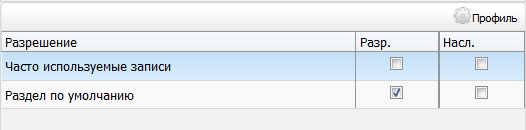 Профиль
Разрешение Разр. Насл.
Часто используемые записи
Раздел по умолчанию